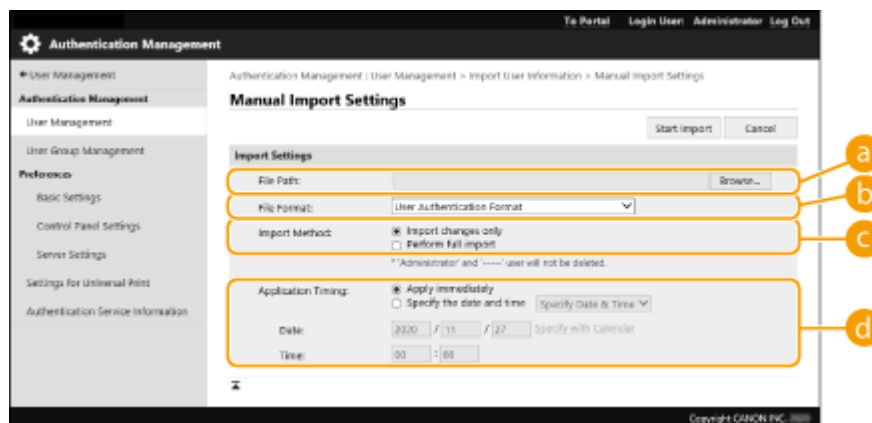 To Portal Login User: Administrator Log Out
Authentication Management
User Management
Authentication Management : User Management > Import User Information > Manual Import Settings
Authentication Management
Manual Import Settings
User Management
Start Import Cancel
User Group Management
Import Settings
a
Preferences
File Path: Browse...
Basic Settings
File Format: User Authentication Format
b
Control Panel Settings
Import Method: Import changes only
Perform full import
c
Server Settings
* 'Administrator' and '-----' user will not be deleted.
Settings for Universal Print
Application Timing: Apply immediately
Specify the date and time Specify Date & Time
Authentication Service Information
Date: 2020 / 11 / 27 Specify with Calendar
d
Time: 00 : 00
Copyright CANON INC.